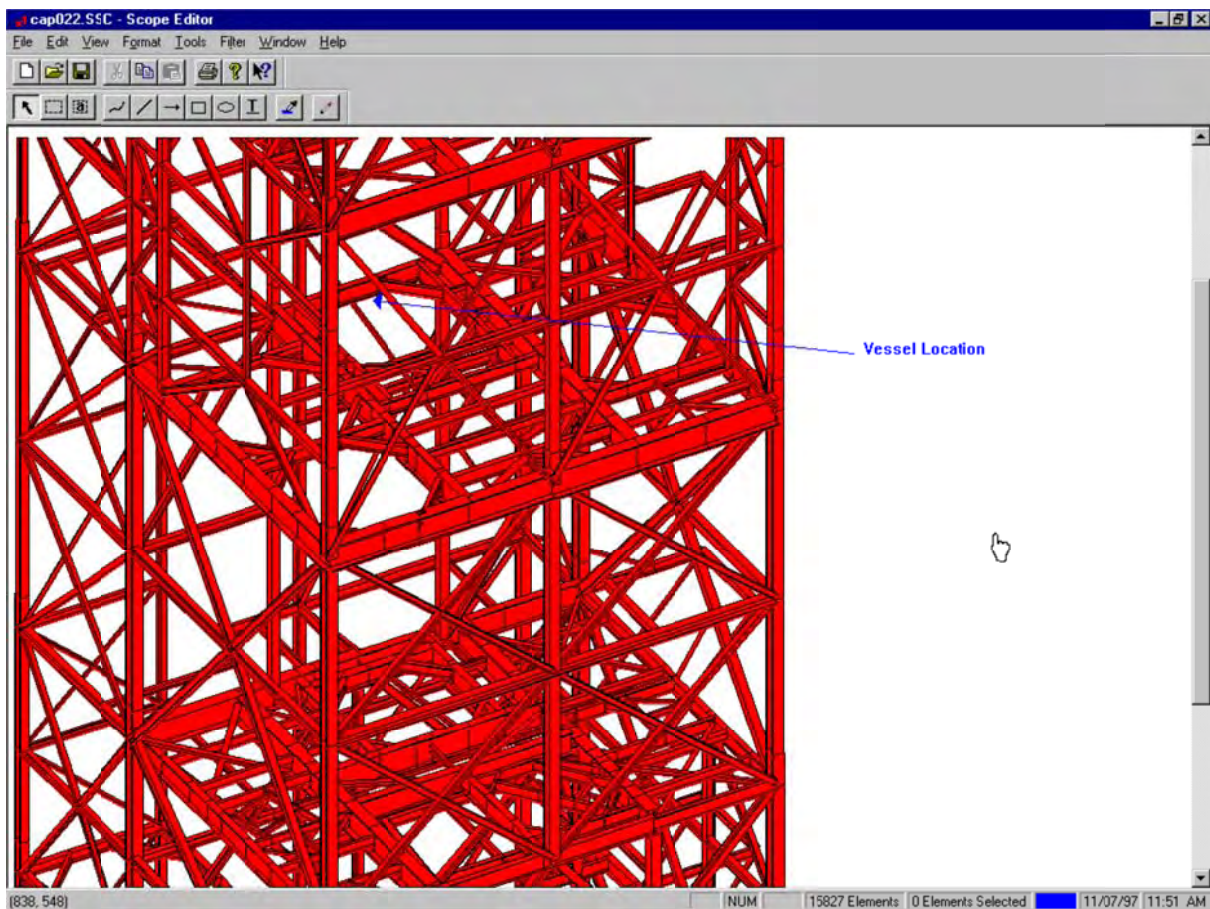 cap022.SSC - Scope Editor
File Edit View Format Tools Filter Window Help
Vessel Location
(838, 548) NUM 15827 Elements 0 Elements Selected 11/07/97 11:51 AM